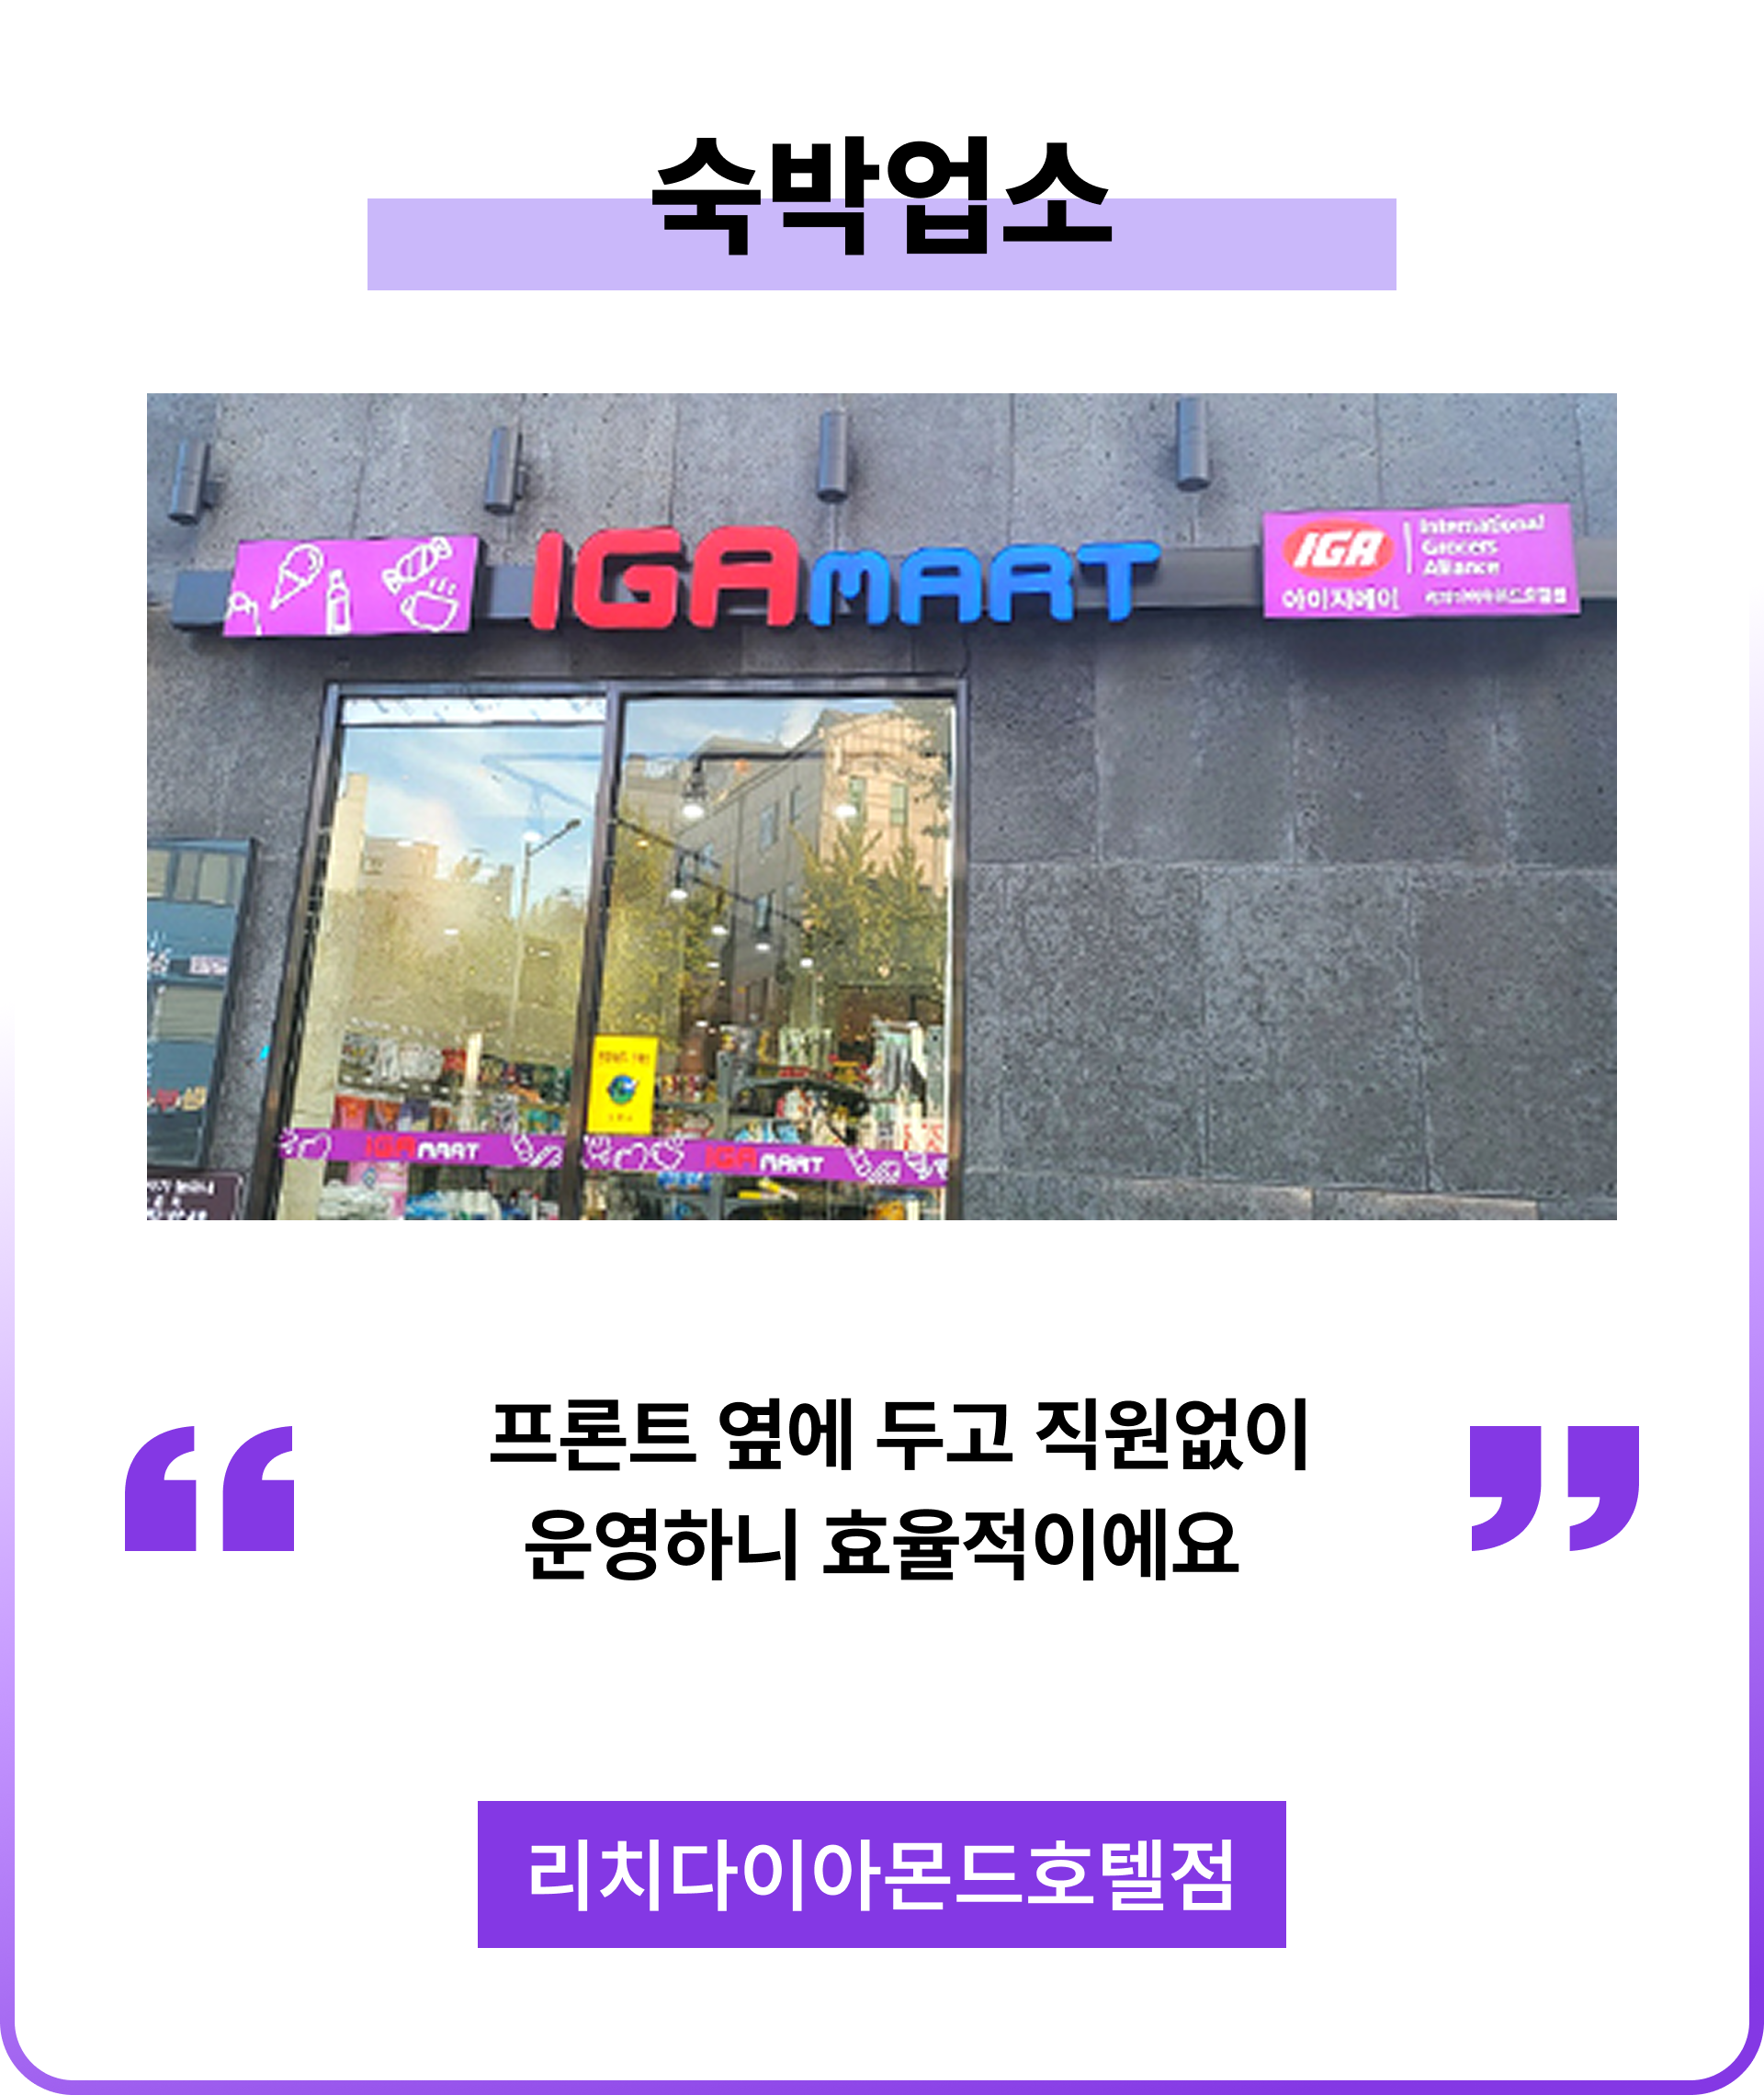 숙박업소
IGA MART
IGA
International
Grocers
Alliance
아이지에이
IGA MART
IGA MART
프론트 옆에 두고 직원없이
운영하니 효율적이에요
리치다이아몬드호텔점